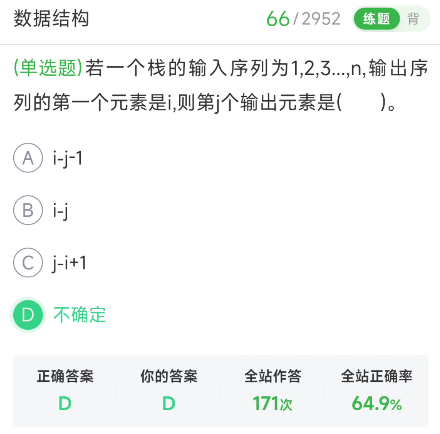 数据结构
66/2952 练题 背
(单选题)若一个栈的输入序列为1,2,3...,n,输出序
列的第一个元素是i,则第j个输出元素是( )。
A i-j-1
B i-j
C j-i+1
D 不确定
正确答案 你的答案 全站作答 全站正确率
D D 171次 64.9%